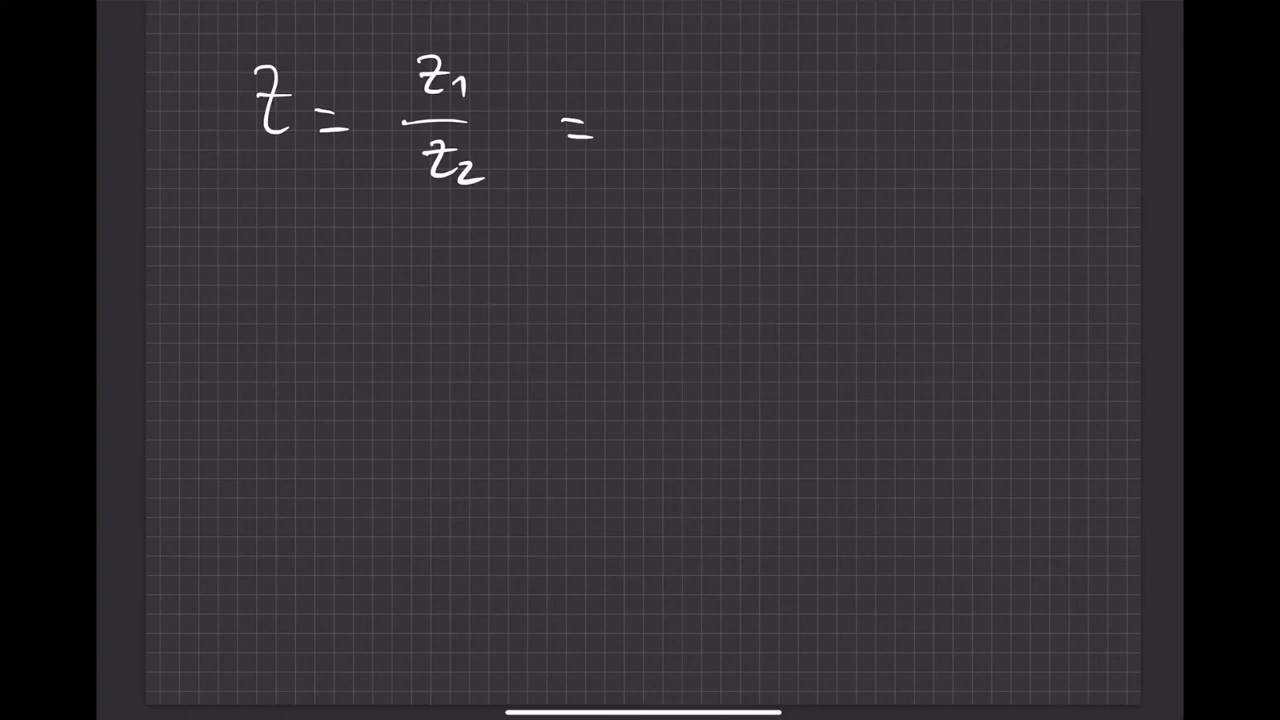 z = z₁/z₂ =